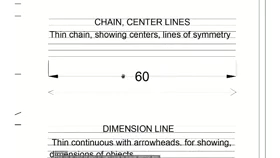 CHAIN, CENTER LINES
Thin chain, showing centers, lines of symmetry
60
DIMENSION LINE
Thin continuous with arrowheads. for showing,
dimensions of objects